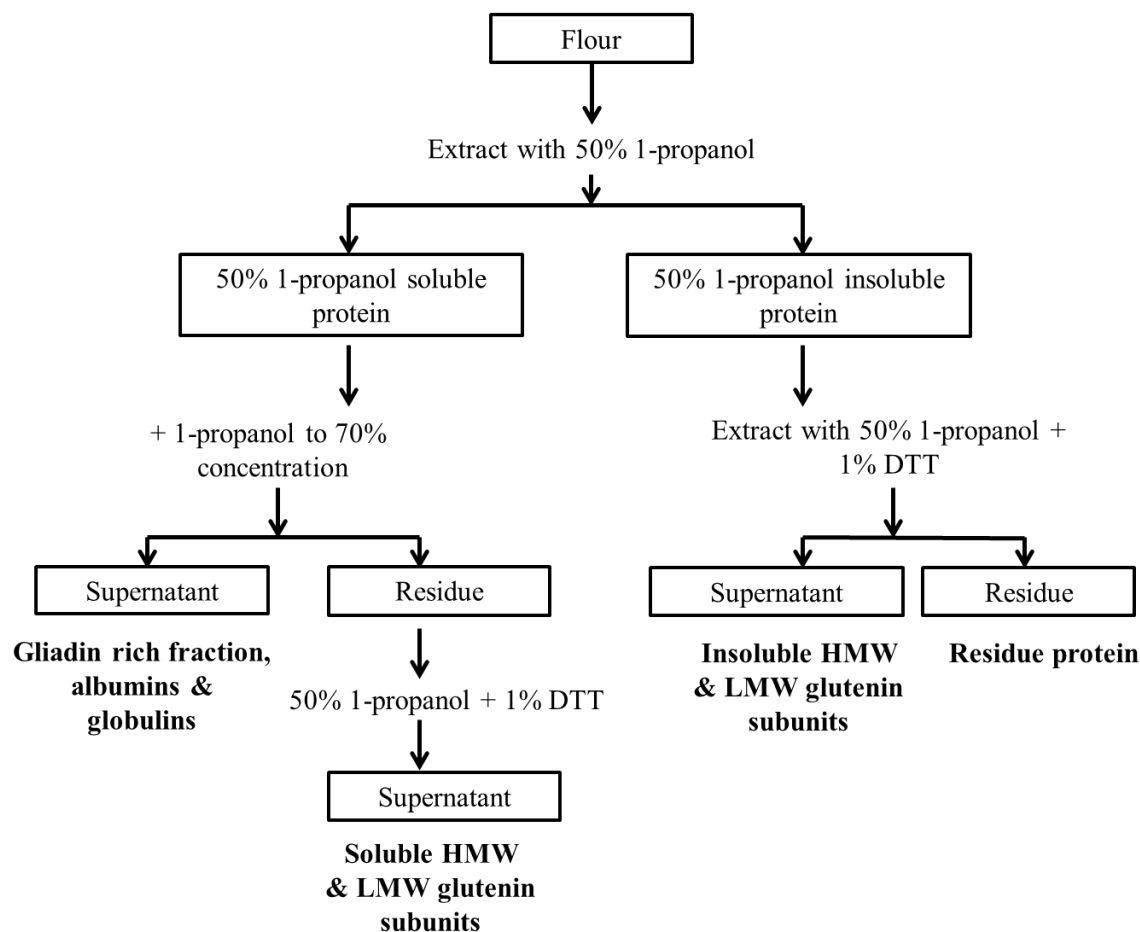 Flour
Extract with 50% 1-propanol
50% 1-propanol soluble
protein
50% 1-propanol insoluble
protein
+ 1-propanol to 70%
concentration
Extract with 50% 1-propanol +
1% DTT
Supernatant
Residue
Supernatant
Residue
Gliadin rich fraction,
albumins &
globulins
Insoluble HMW
& LMW glutenin
subunits
Residue protein
50% 1-propanol + 1% DTT
Supernatant
Soluble HMW
& LMW glutenin
subunits